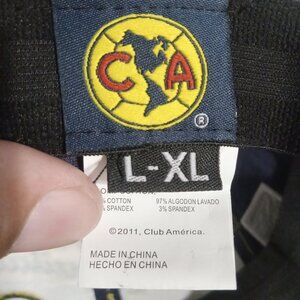 C A
®
L-XL
COTTON 97% ALGODON LAVADO
SPANDEX 3% SPANDEX
©2011, Club América.
MADE IN CHINA
HECHO EN CHINA